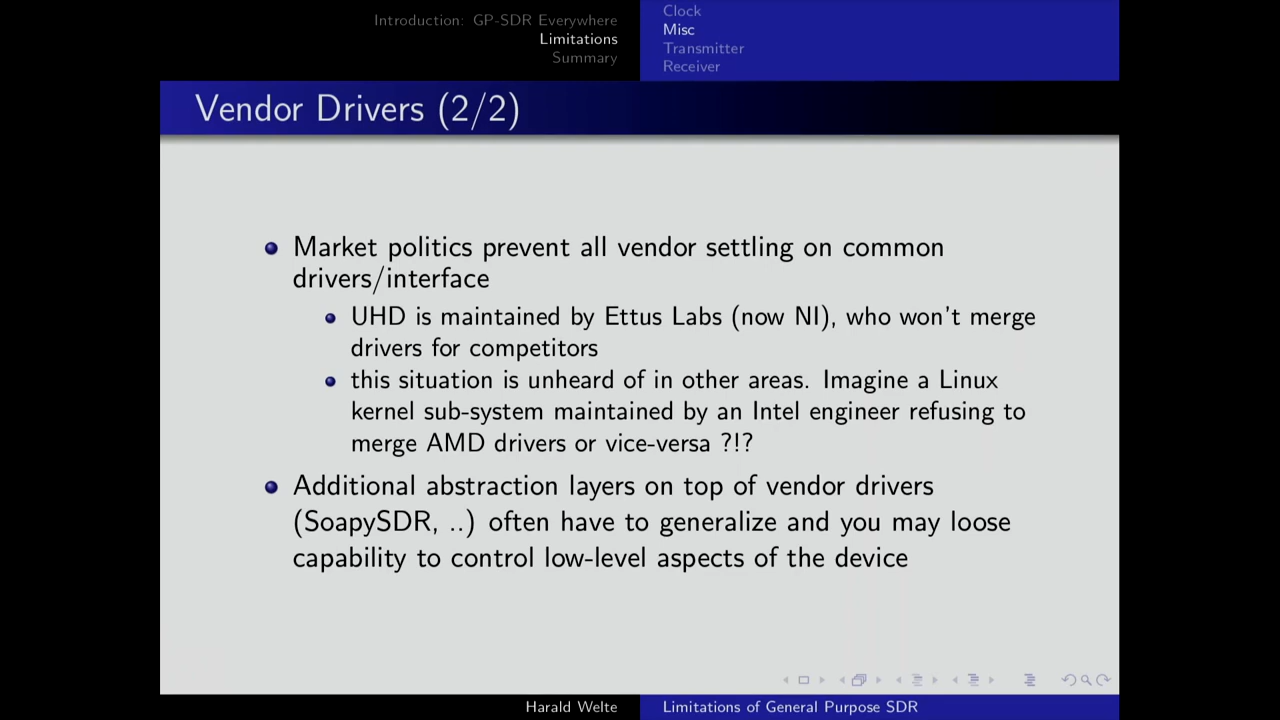 Introduction: GP-SDR Everywhere
Limitations
Summary
Clock
Misc
Transmitter
Receiver
Vendor Drivers (2/2)
Market politics prevent all vendor settling on common
drivers/interface
UHD is maintained by Ettus Labs (now NI), who won't merge
drivers for competitors
this situation is unheard of in other areas. Imagine a Linux
kernel sub-system maintained by an Intel engineer refusing to
merge AMD drivers or vice-versa ?!?
Additional abstraction layers on top of vendor drivers
(SoapySDR, ..) often have to generalize and you may loose
capability to control low-level aspects of the device
Harald Welte
Limitations of General Purpose SDR